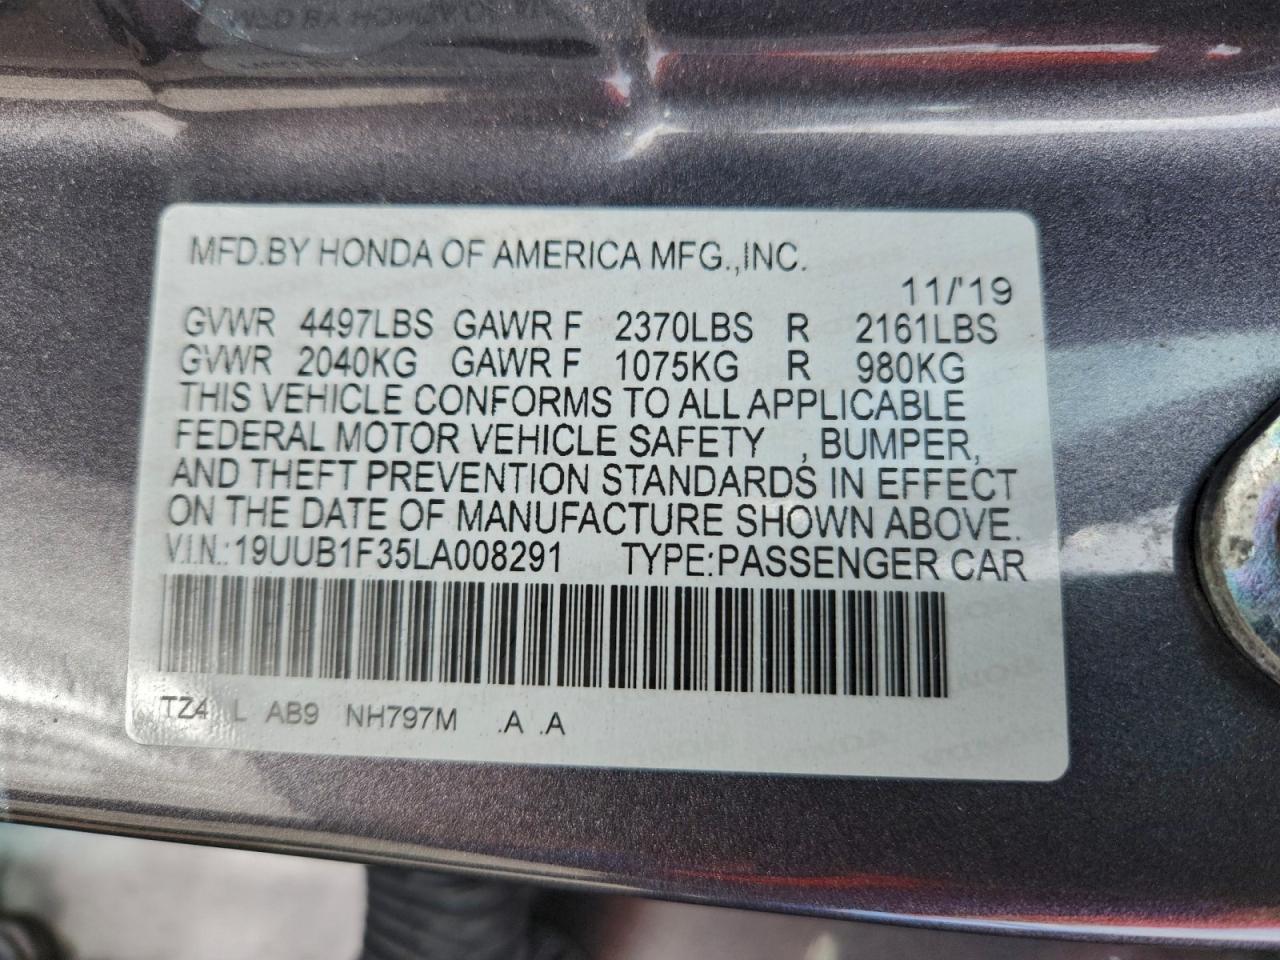 MFD.BY HONDA OF AMERICA MFG.,INC.
11/'19
GVWR 4497LBS GAWR F 2370LBS R 2161LBS
GVWR 2040KG GAWR F 1075KG R 980KG
THIS VEHICLE CONFORMS TO ALL APPLICABLE
FEDERAL MOTOR VEHICLE SAFETY , BUMPER,
AND THEFT PREVENTION STANDARDS IN EFFECT
ON THE DATE OF MANUFACTURE SHOWN ABOVE.
V.I.N.:19UUB1F35LA008291 TYPE:PASSENGER CAR
TZ4 L AB9 NH797M .A .A